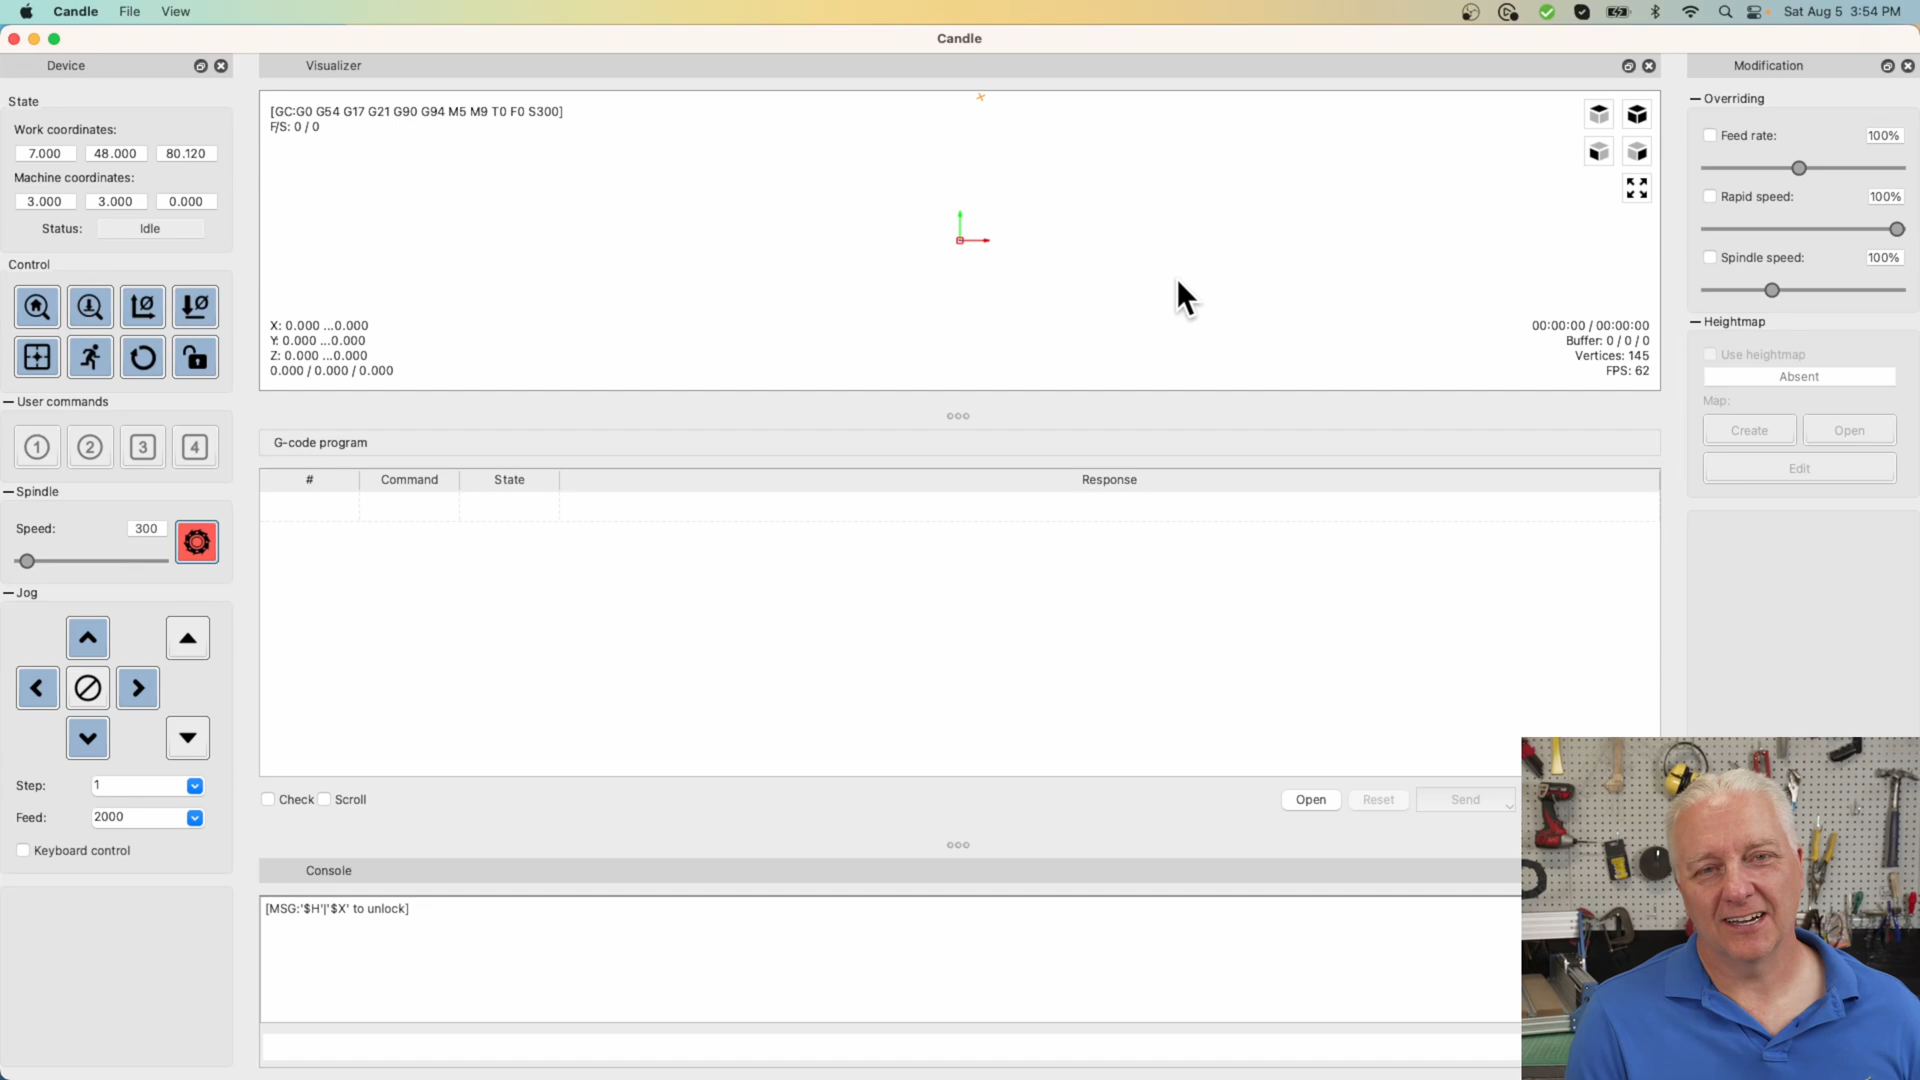 Candle File View
Sat Aug 5 3:54 PM
Candle
Device
State
Work coordinates:
7.000 48.000 80.120
Machine coordinates:
3.000 3.000 0.000
Status: Idle
Control
User commands
1 2 3 4
Spindle
Speed: 300
Jog
Step: 1
Feed: 2000
Keyboard control
Visualizer
[GC:G0 G54 G17 G21 G90 G94 M5 M9 T0 F0 S300]
F/S: 0 / 0
X: 0.000 ...0.000
Y: 0.000 ...0.000
Z: 0.000 ...0.000
0.000 / 0.000 / 0.000
00:00:00 / 00:00:00
Buffer: 0 / 0 / 0
Vertices: 145
FPS: 62
G-code program
# Command State Response
Check Scroll
Open Reset Send
Console
[MSG:'$H'|'$X' to unlock]
Modification
Overriding
Feed rate: 100%
Rapid speed: 100%
Spindle speed: 100%
Heightmap
Use heightmap
Absent
Map:
Create Open
Edit